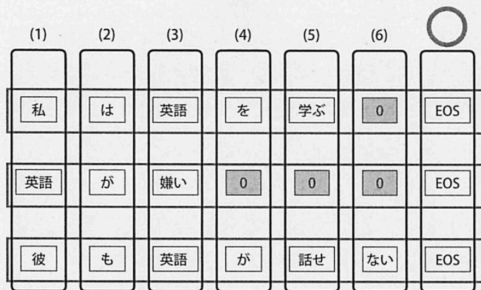 (1) (2) (3) (4) (5) (6)
私 は 英語 を 学ぶ 0 EOS
英語 が 嫌い 0 0 0 EOS
彼 も 英語 が 話せ ない EOS